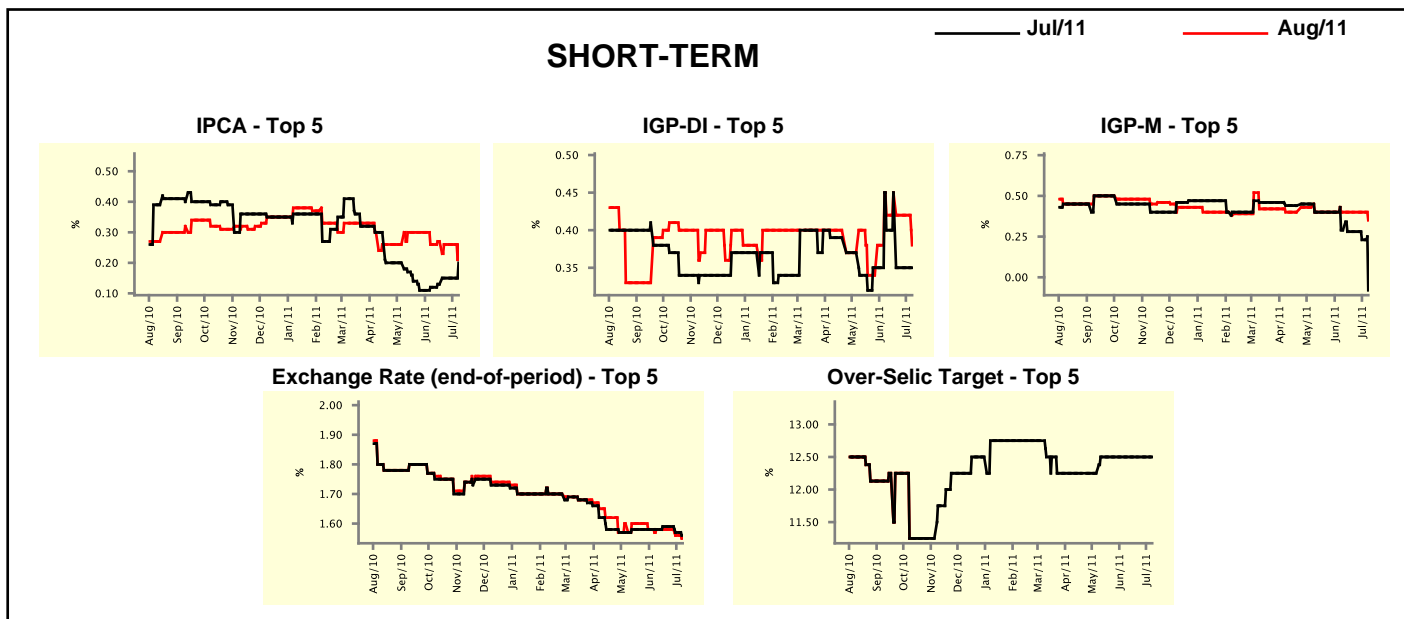 Jul/11 Aug/11
SHORT-TERM
IPCA - Top 5
0.50
0.40
0.30
0.20
0.10
%
Aug/10 Sep/10 Oct/10 Nov/10 Dec/10 Jan/11 Feb/11 Mar/11 Apr/11 May/11 Jun/11 Jul/11
IGP-DI - Top 5
0.50
0.45
0.40
0.35
%
Aug/10 Sep/10 Oct/10 Nov/10 Dec/10 Jan/11 Feb/11 Mar/11 Apr/11 May/11 Jun/11 Jul/11
IGP-M - Top 5
0.75
0.50
0.25
0.00
%
Aug/10 Sep/10 Oct/10 Nov/10 Dec/10 Jan/11 Feb/11 Mar/11 Apr/11 May/11 Jun/11 Jul/11
Exchange Rate (end-of-period) - Top 5
2.00
1.90
1.80
1.70
1.60
%
Aug/10 Sep/10 Oct/10 Nov/10 Dec/10 Jan/11 Feb/11 Mar/11 Apr/11 May/11 Jun/11 Jul/11
Over-Selic Target - Top 5
13.00
12.50
12.00
11.50
%
Aug/10 Sep/10 Oct/10 Nov/10 Dec/10 Jan/11 Feb/11 Mar/11 Apr/11 May/11 Jun/11 Jul/11